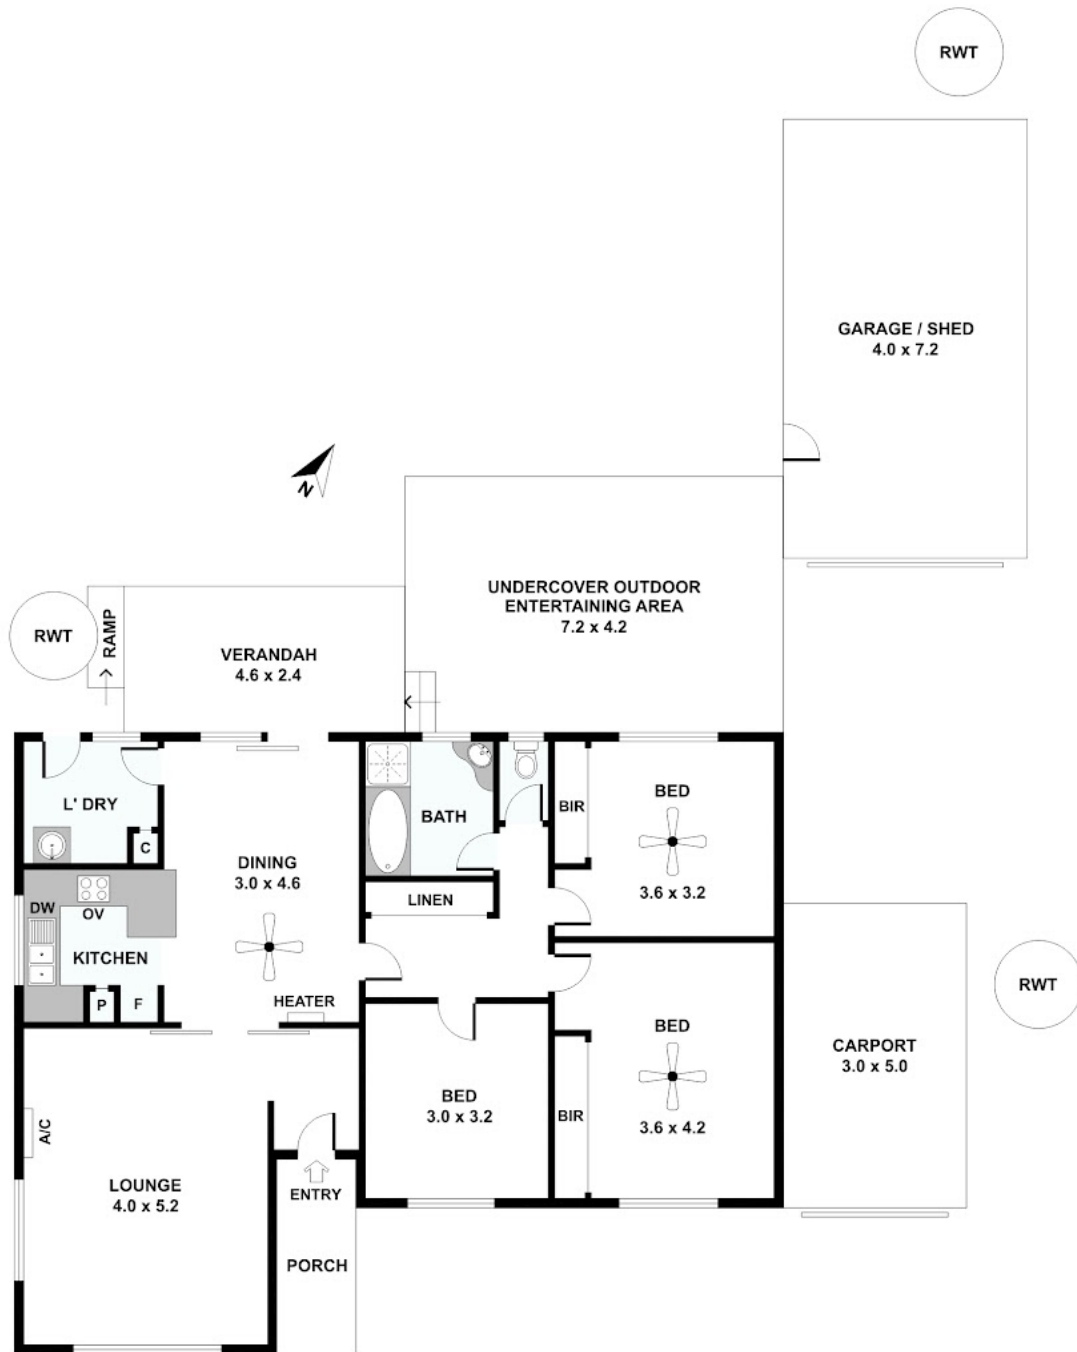 RWT
GARAGE / SHED
4.0 x 7.2
N
UNDERCOVER OUTDOOR
ENTERTAINING AREA
7.2 x 4.2
RWT
RAMP
VERANDAH
4.6 x 2.4
L' DRY
C
BATH
BIR
BED
3.6 x 3.2
DINING
3.0 x 4.6
LINEN
DW
OV
KITCHEN
P
F
HEATER
BED
3.6 x 4.2
BIR
CARPORT
3.0 x 5.0
RWT
BED
3.0 x 3.2
A/C
LOUNGE
4.0 x 5.2
ENTRY
PORCH